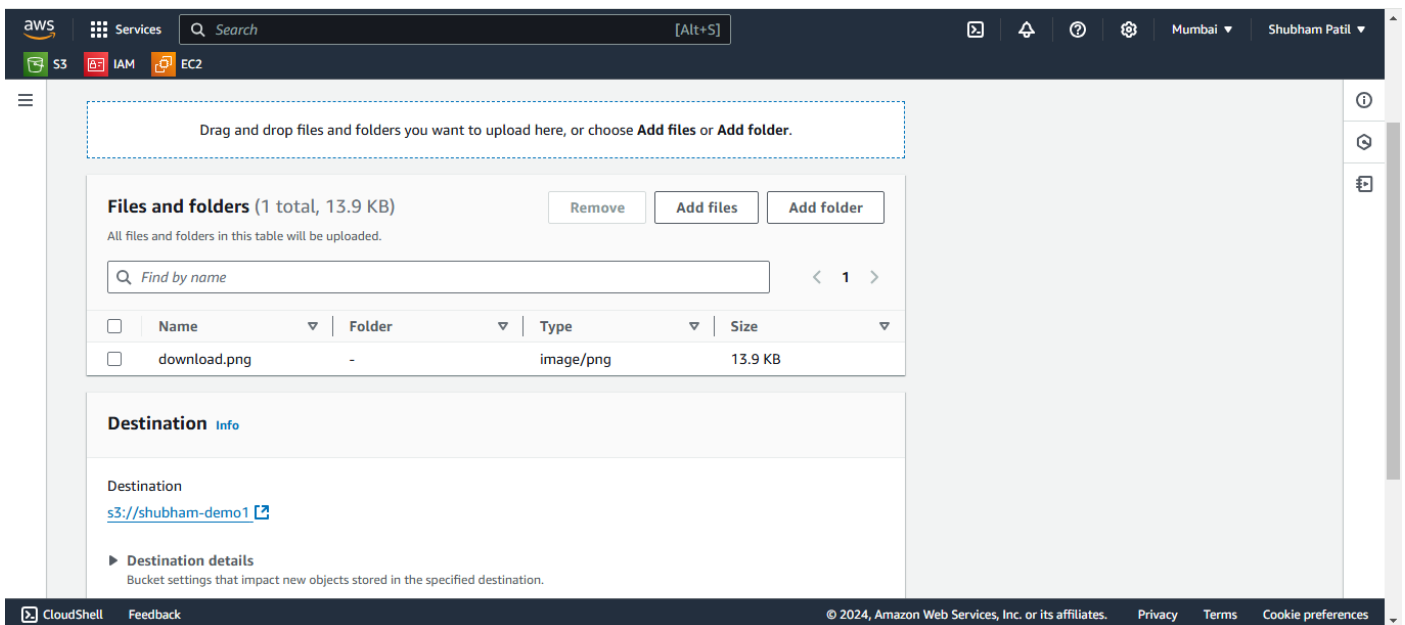 aws Services Search [Alt+S] Mumbai Shubham Patil
S3 IAM EC2
Drag and drop files and folders you want to upload here, or choose Add files or Add folder.
Files and folders (1 total, 13.9 KB) Remove Add files Add folder
All files and folders in this table will be uploaded.
Find by name 1
Name Folder Type Size
download.png - image/png 13.9 KB
Destination Info
Destination
s3://shubham-demo1
Destination details
Bucket settings that impact new objects stored in the specified destination.
CloudShell Feedback © 2024, Amazon Web Services, Inc. or its affiliates. Privacy Terms Cookie preferences